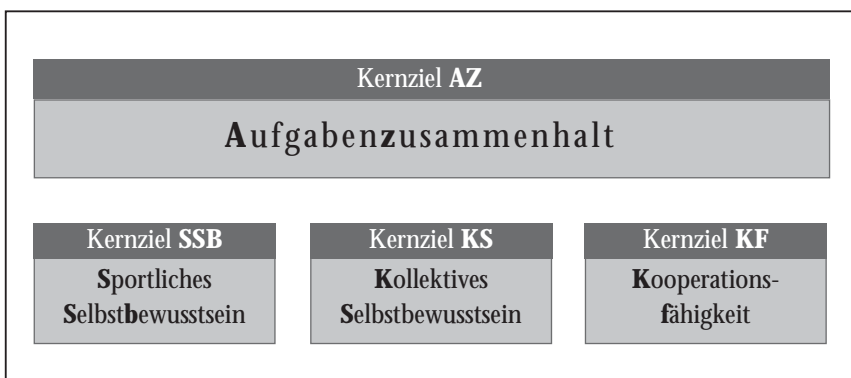 Kernziel AZ
Aufgabenzusammenhalt
Kernziel SSB
Sportliches
Selbstbewusstsein
Kernziel KS
Kollektives
Selbstbewusstsein
Kernziel KF
Kooperations-
fähigkeit